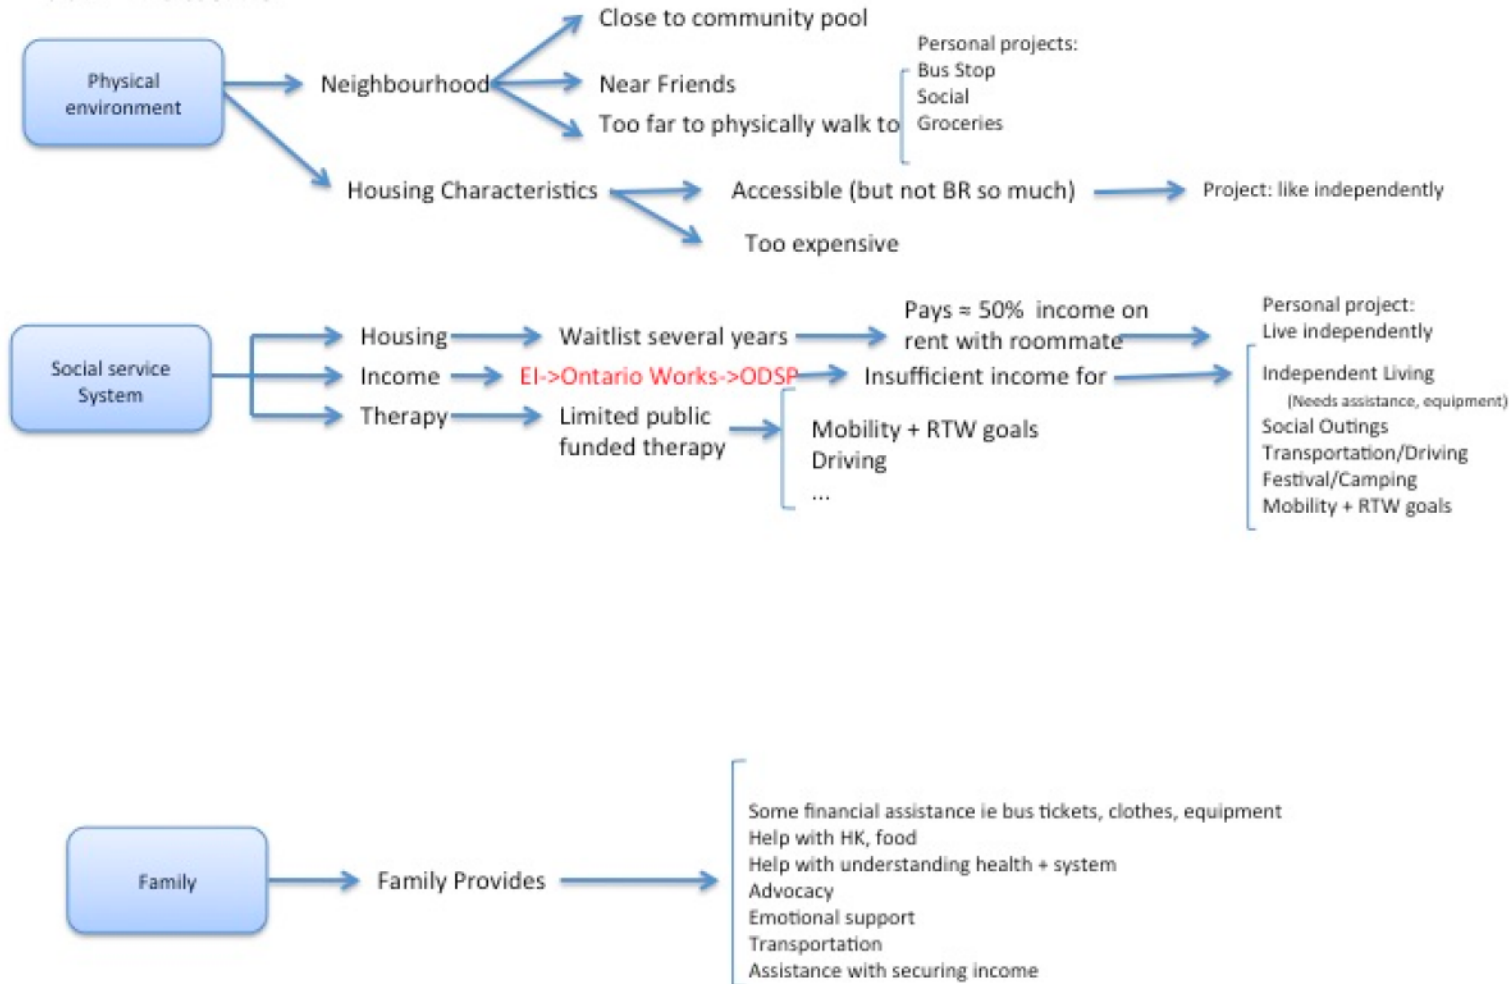 Close to community pool
Physical
environment
Neighbourhood
Near Friends
Too far to physically walk to
Personal projects:
Bus Stop
Social
Groceries
Housing Characteristics
Accessible (but not BR so much)
Project: like independently
Too expensive
Social service
System
Housing
Waitlist several years
Pays ≈ 50% income on
rent with roommate
Personal project:
Live independently
Income
EI->Ontario Works->ODSP
Insufficient income for
Independent Living
(Needs assistance, equipment)
Social Outings
Transportation/Driving
Festival/Camping
Mobility + RTW goals
Therapy
Limited public
funded therapy
Mobility + RTW goals
Driving
...
Family
Family Provides
Some financial assistance ie bus tickets, clothes, equipment
Help with HK, food
Help with understanding health + system
Advocacy
Emotional support
Transportation
Assistance with securing income